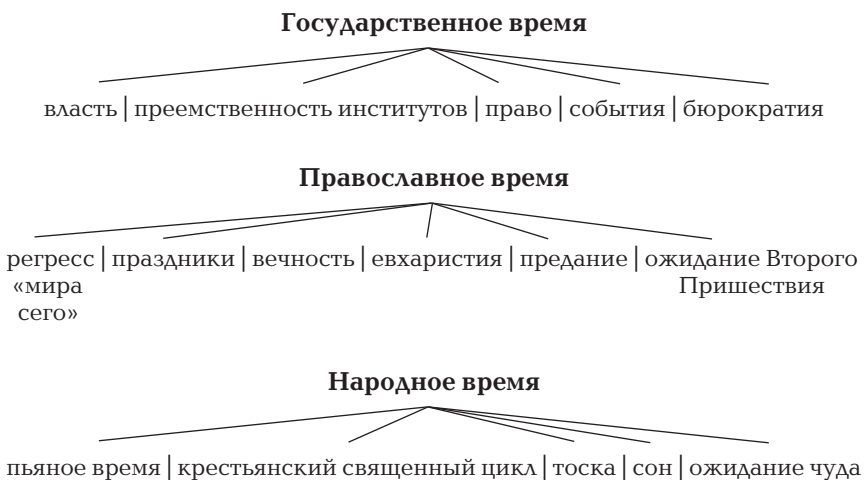 Государственное время
власть | преемственность институтов | право | события | бюрократия
Православное время
регресс | праздники | вечность | евхаристия | предание | ожидание Второго
«мира Пришествия
сего»
Народное время
пьяное время | крестьянский священный цикл | тоска | сон | ожидание чуда